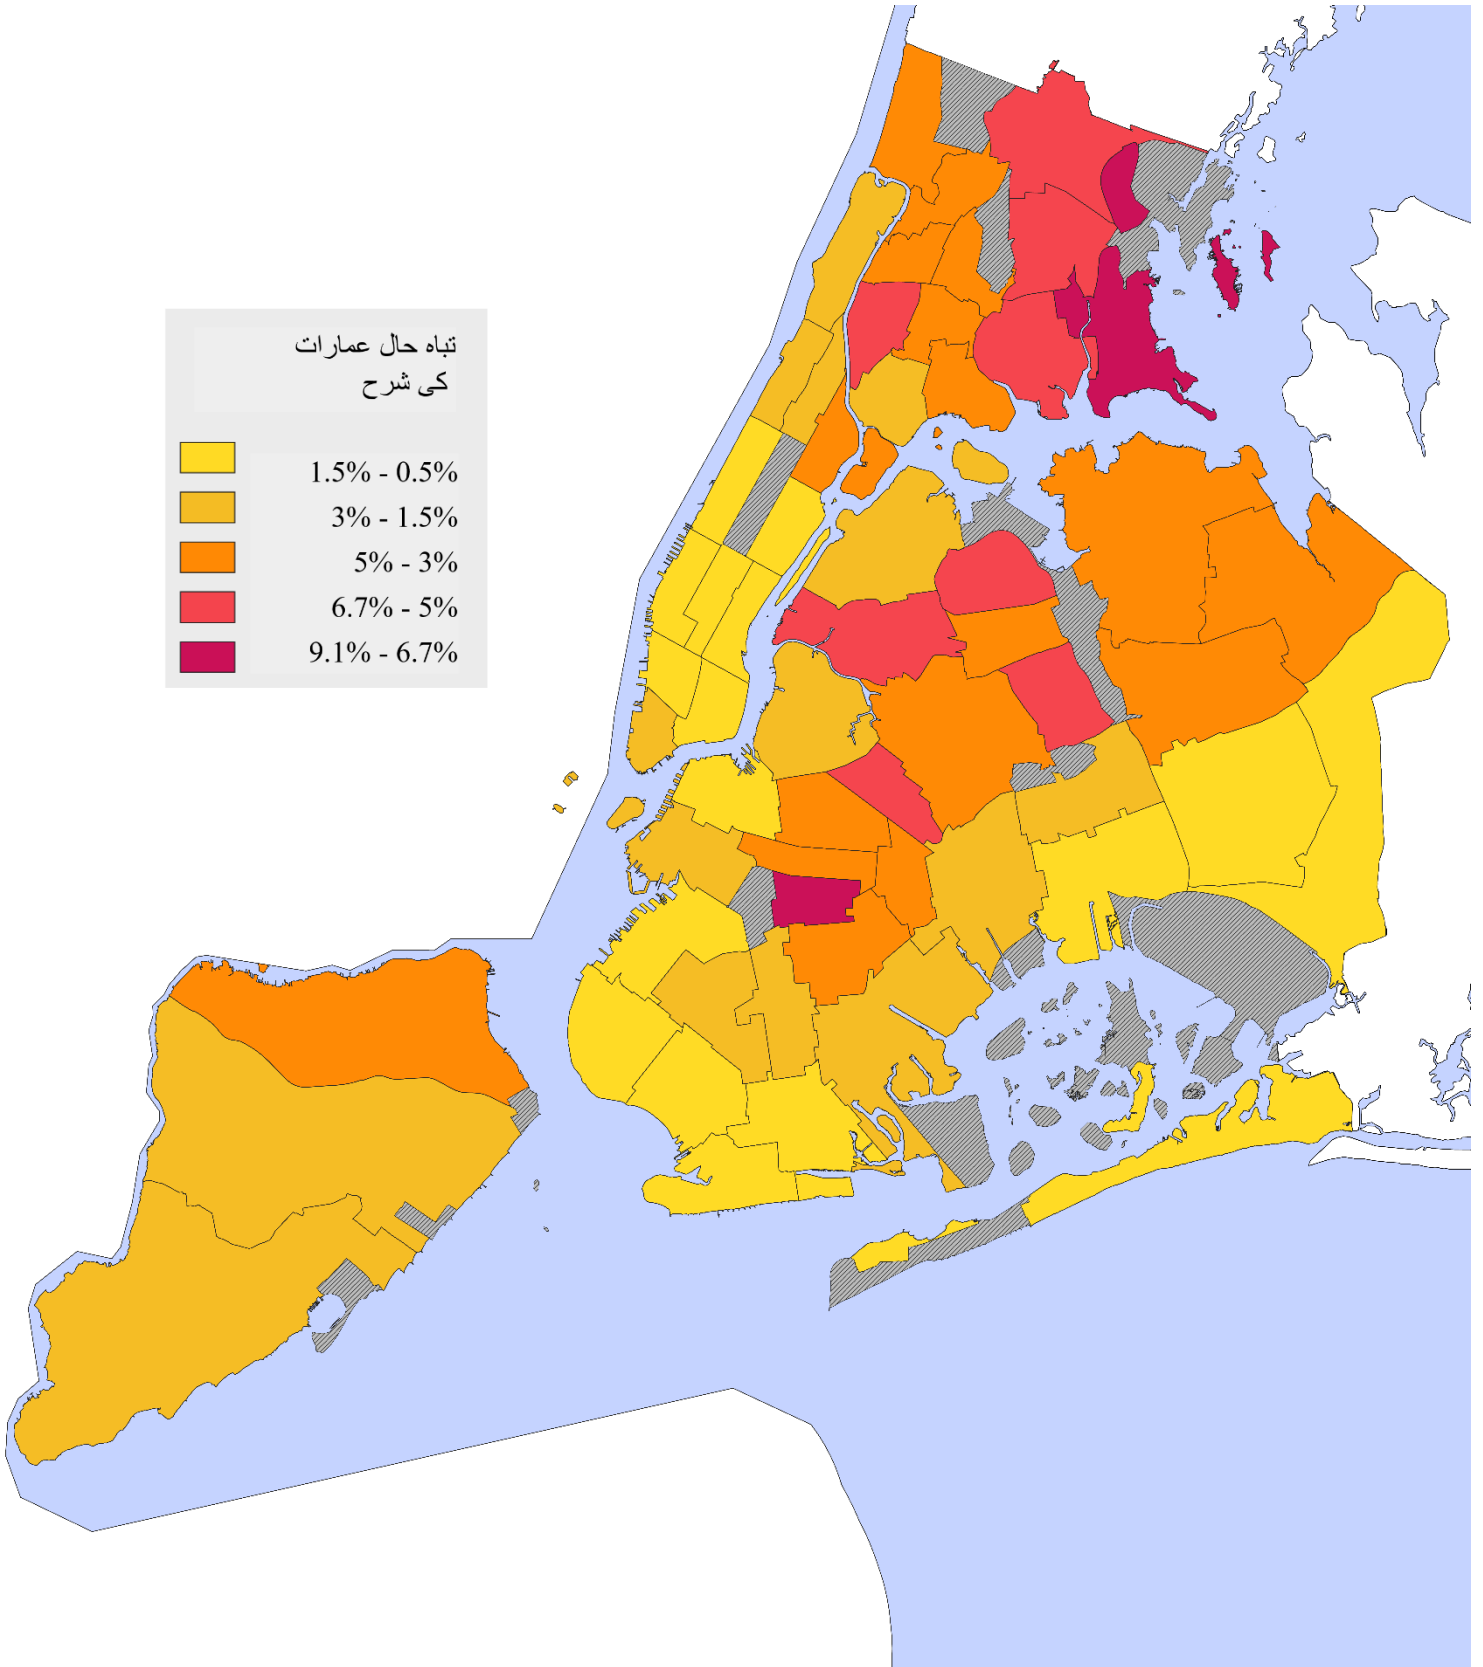 تباہ حال عمارات
کی شرح
1.5% - 0.5%
3% - 1.5%
5% - 3%
6.7% - 5%
9.1% - 6.7%